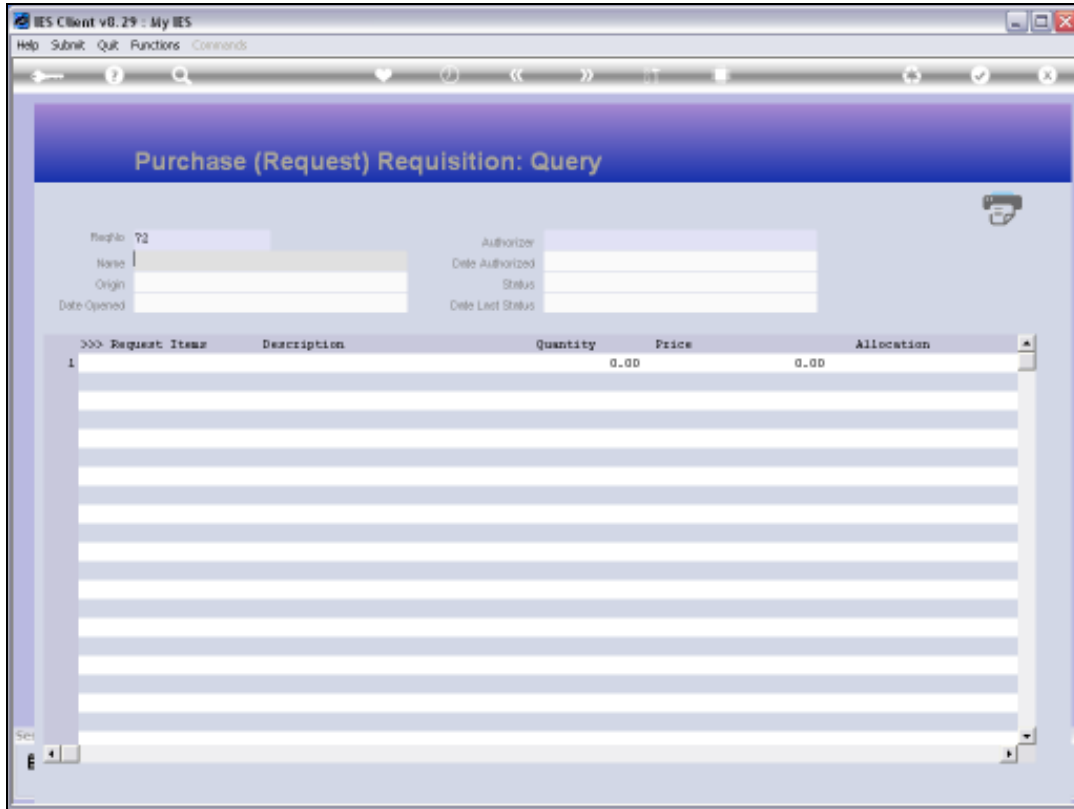 IES Client v8.29 : My IES
Help Submit Quit Functions Commands
Purchase (Request) Requisition: Query
ReqNo 72
Authorizer
Name
Date Authorized
Origin
Status
Date Opened
Date Last Status
>>> Request Items Description Quantity Price Allocation
1 0.00 0.00